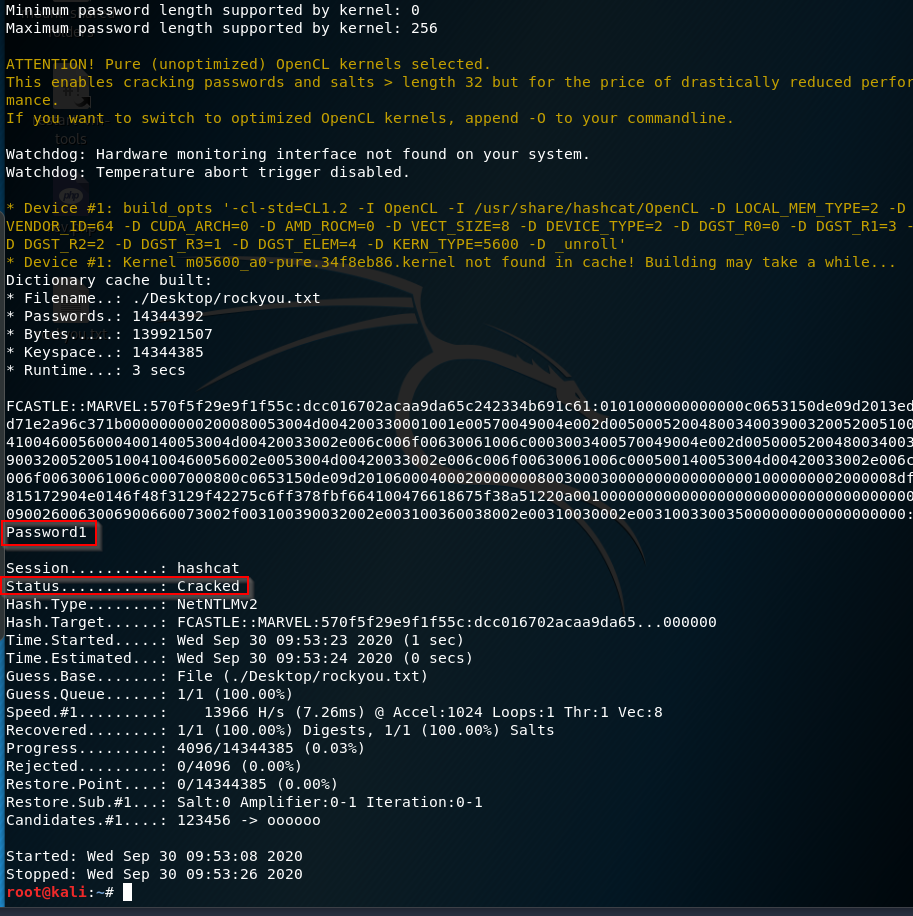 Minimum password length supported by kernel: 0
Maximum password length supported by kernel: 256
ATTENTION! Pure (unoptimized) OpenCL kernels selected.
This enables cracking passwords and salts > length 32 but for the price of drastically reduced perfor
mance.
If you want to switch to optimized OpenCL kernels, append -O to your commandline.
tools
Watchdog: Hardware monitoring interface not found on your system.
Watchdog: Temperature abort trigger disabled.
* Device #1: build_opts '-cl-std=CL1.2 -I OpenCL -I /usr/share/hashcat/OpenCL -D LOCAL_MEM_TYPE=2 -D
VENDOR_ID=64 -D CUDA_ARCH=0 -D AMD_ROCM=0 -D VECT_SIZE=8 -D DEVICE_TYPE=2 -D DGST_R0=0 -D DGST_R1=3 -
D DGST_R2=2 -D DGST_R3=1 -D DGST_ELEM=4 -D KERN_TYPE=5600 -D _unroll'
* Device #1: Kernel m05600_a0-pure.34f8eb86.kernel not found in cache! Building may take a while...
Dictionary cache built:
* Filename..: ./Desktop/rockyou.txt
* Passwords.: 14344392
* Bytes.....: 139921507
* Keyspace..: 14344385
* Runtime...: 3 secs
FCASTLE::MARVEL:570f5f29e9f1f55c:dcc016702acaa9da65c242334b691c61:0101000000000000c0653150de09d2013ed
d71e2a96c371b000000000200080053004d004200330001001e00570049004e002d0050005200480034003900320052005100
4100460056000400140053004d00420033002e006c006f00630061006c0003003400570049004e002d0050005200480034003
900320052005100410046005​6002e0053004d00420033002e006c006f00630061006c000500140053004d00420033002e006c
006f00630061006c0007000800c0653150de09d201060004000200000008003000300000000000000001000000002000008df
815172904e0146f48f3129f42275c6ff378fbf664100476618675f38a51220a00100000000000000000000000000000000000
0900260063006900660073002f003100390032002e003100360038002e00310030002e0031003300350000000000000000000:
Password1
Session..........: hashcat
Status...........: Cracked
Hash.Type........: NetNTLMv2
Hash.Target......: FCASTLE::MARVEL:570f5f29e9f1f55c:dcc016702acaa9da65...000000
Time.Started.....: Wed Sep 30 09:53:23 2020 (1 sec)
Time.Estimated...: Wed Sep 30 09:53:24 2020 (0 secs)
Guess.Base.......: File (./Desktop/rockyou.txt)
Guess.Queue......: 1/1 (100.00%)
Speed.#1.........:    13966 H/s (7.26ms) @ Accel:1024 Loops:1 Thr:1 Vec:8
Recovered........: 1/1 (100.00%) Digests, 1/1 (100.00%) Salts
Progress.........: 4096/14344385 (0.03%)
Rejected.........: 0/4096 (0.00%)
Restore.Point....: 0/14344385 (0.00%)
Restore.Sub.#1...: Salt:0 Amplifier:0-1 Iteration:0-1
Candidates.#1....: 123456 -> oooooo
Started: Wed Sep 30 09:53:08 2020
Stopped: Wed Sep 30 09:53:26 2020
root@kali:~#